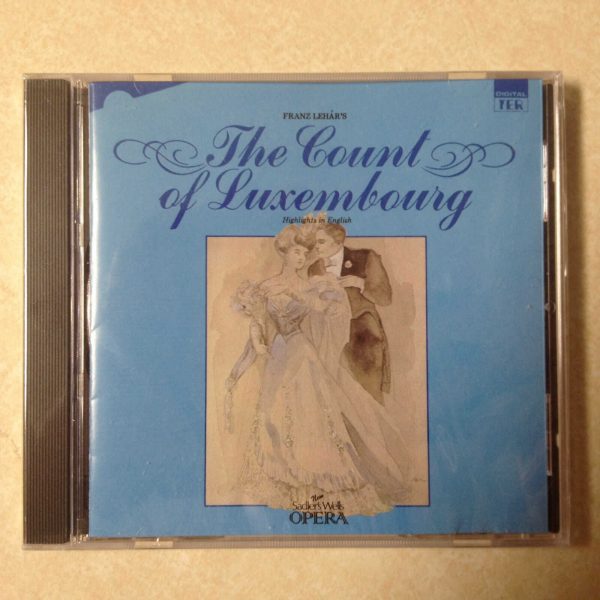 DIGITAL
TER
FRANZ LEHÁR'S
The Count
of Luxembourg
Highlights in English
New
Sadler's Wells
OPERA